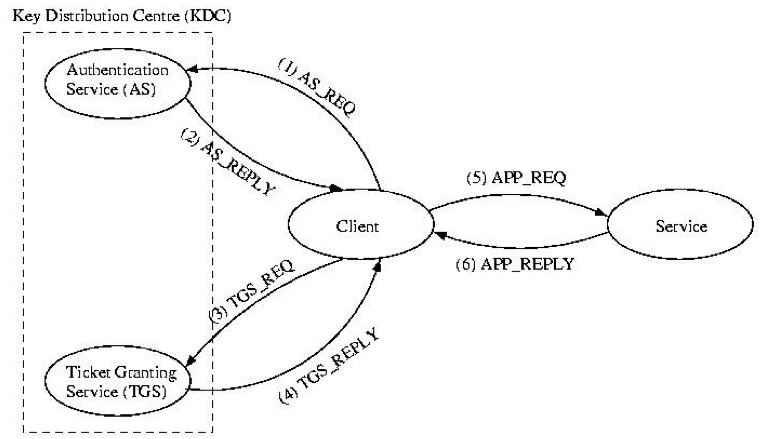 Key Distribution Centre (KDC)
Authentication
Service (AS)
(1) AS_REQ
(2) AS_REPLY
(5) APP_REQ
Client
Service
(6) APP_REPLY
(3) TGS_REQ
Ticket Granting
Service (TGS)
(4) TGS_REPLY